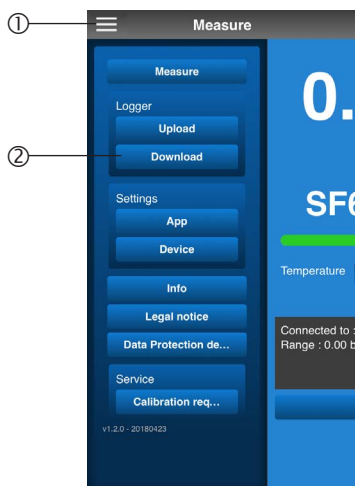 ①
Measure
Measure
0.
Logger
Upload
②
Download
SF6
Settings
App
Device
Temperature
Info
Legal notice
Connected to :
Data Protection de...
Range : 0.00 b
Service
Calibration req...
v1.2.0 - 20180423